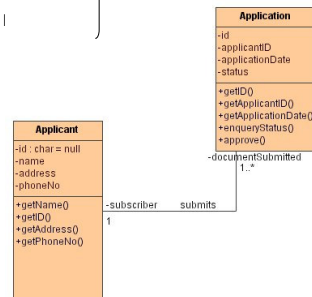 Application
-id
-applicantID
-applicationDate
-status
+getID()
+getApplicantID()
+getApplicationDate()
+enqueryStatus()
+approve()
-documentSubmitted
1..*
Applicant
-id : char = null
-name
-address
-phoneNo
+getName()
+getID()
+getAddress()
+getPhoneNo()
-subscriber submits
1